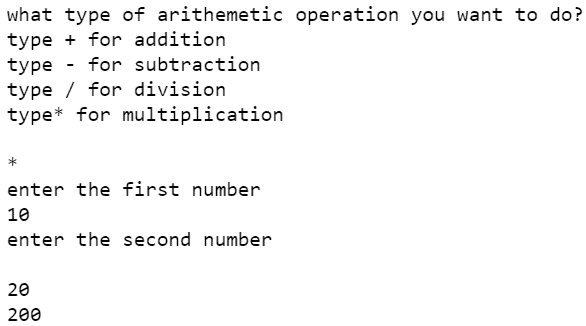 what type of arithemetic operation you want to do?
type + for addition
type - for subtraction
type / for division
type* for multiplication
*
enter the first number
10
enter the second number
20
200